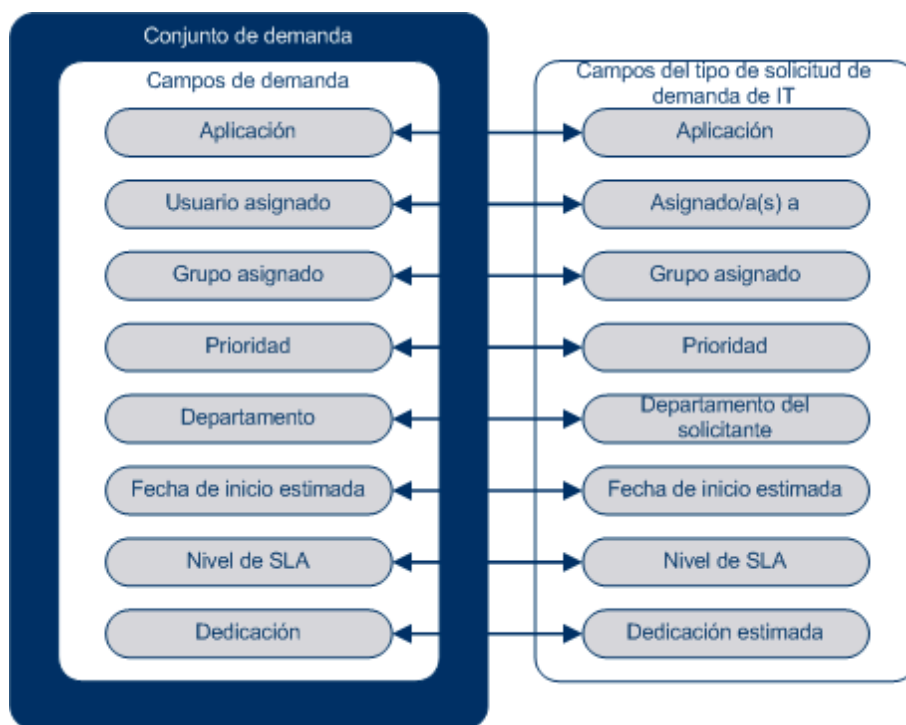 Conjunto de demanda
Campos de demanda
Aplicación
Usuario asignado
Grupo asignado
Prioridad
Departamento
Fecha de inicio estimada
Nivel de SLA
Dedicación
Campos del tipo de solicitud de
demanda de IT
Aplicación
Asignado/a(s) a
Grupo asignado
Prioridad
Departamento del
solicitante
Fecha de inicio estimada
Nivel de SLA
Dedicación estimada